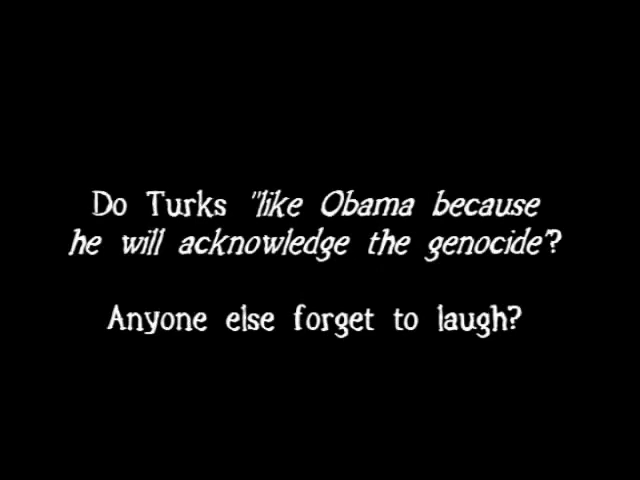 Do Turks "like Obama because
he will acknowledge the genocide"?
Anyone else forget to laugh?